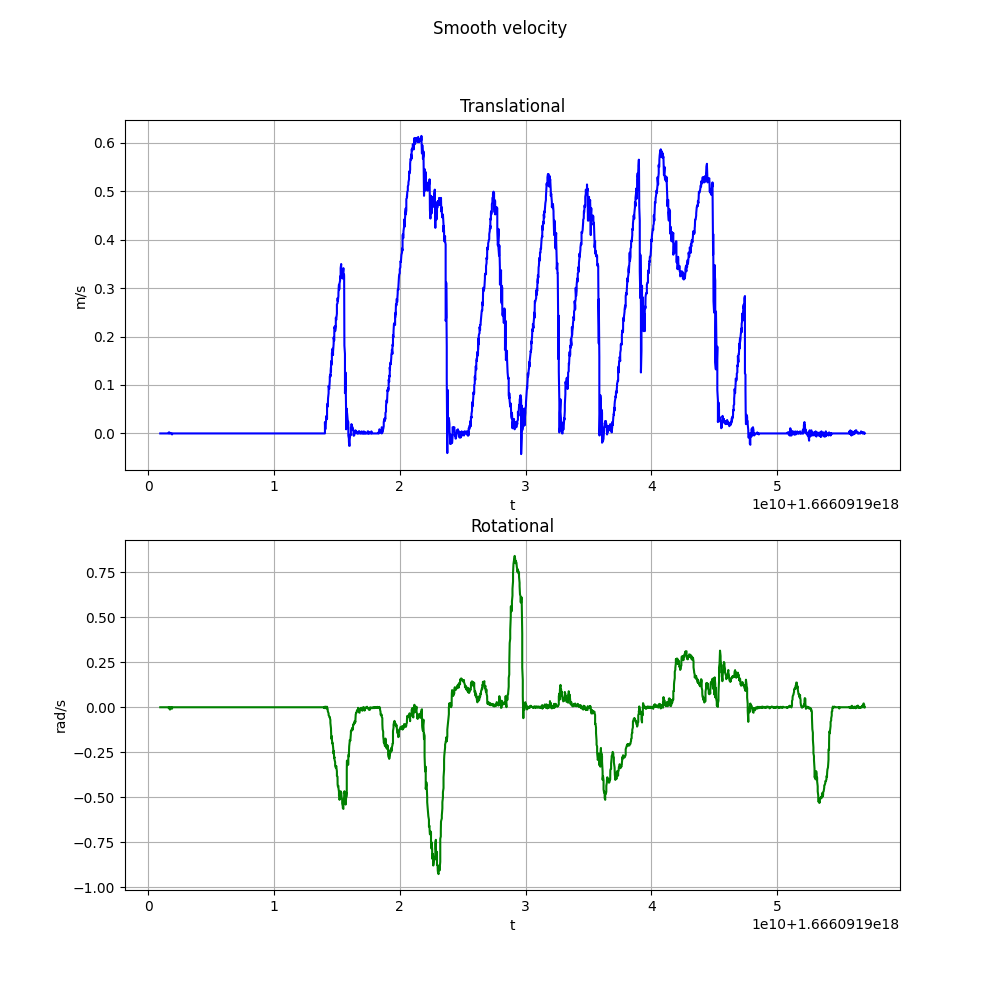 Smooth velocity
Translational
0.6
0.5
0.4
0.3
0.2
0.1
0.0
m/s
0 1 2 3 4 5
t
1e10+1.6660919e18
Rotational
0.75
0.50
0.25
0.00
−0.25
−0.50
−0.75
−1.00
rad/s
0 1 2 3 4 5
t
1e10+1.6660919e18